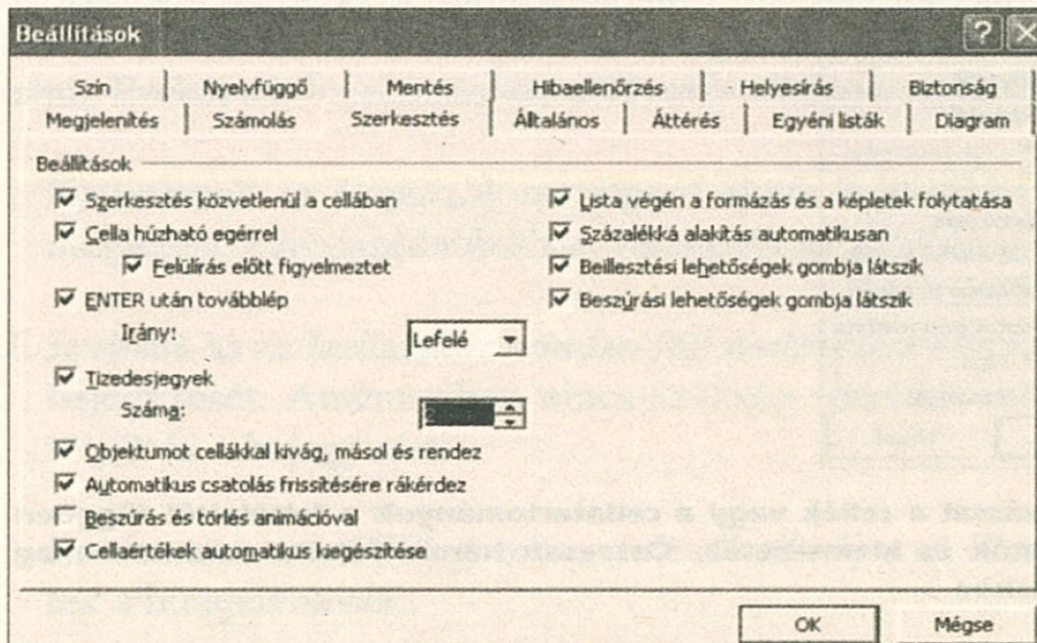 Beállítások
Szín Nyelvfüggő Mentés Hibaellenőrzés Helyesírás Biztonság
Megjelenítés Számolás Szerkesztés Általános Áttérés Egyéni listák Diagram
Beállítások
Szerkesztés közvetlenül a cellában
Cella húzható egérrel
Felülírás előtt figyelmeztet
ENTER után továbblép
Irány: Lefelé
Tizedesjegyek
Száma:
Objektumot cellákkal kivág, másol és rendez
Automatikus csatolás frissítésére rákérdez
Beszúrás és törlés animációval
Cellaértékek automatikus kiegészítése
Lista végén a formázás és a képletek folytatása
Százalékká alakítás automatikusan
Beillesztési lehetőségek gombja látszik
Beszúrási lehetőségek gombja látszik
OK Mégse